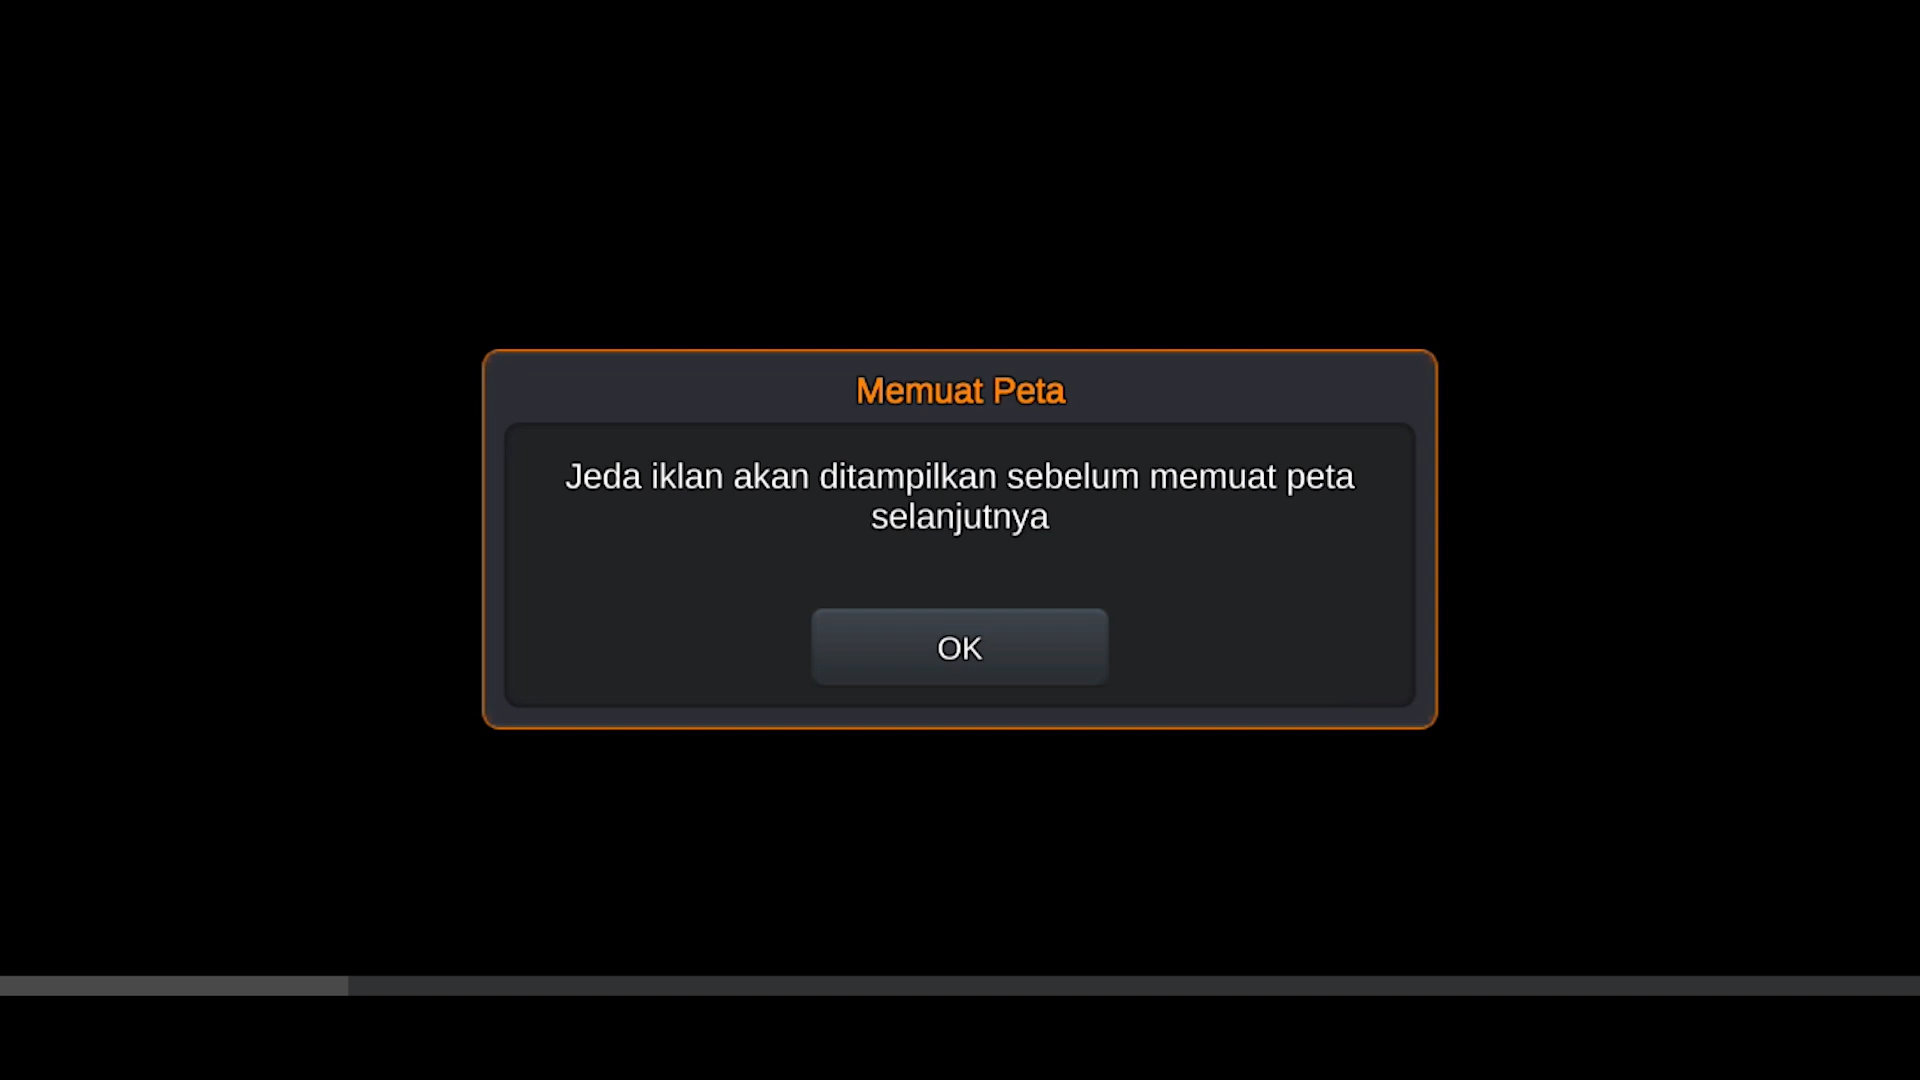 Memuat Peta
Jeda iklan akan ditampilkan sebelum memuat peta
selanjutnya
OK